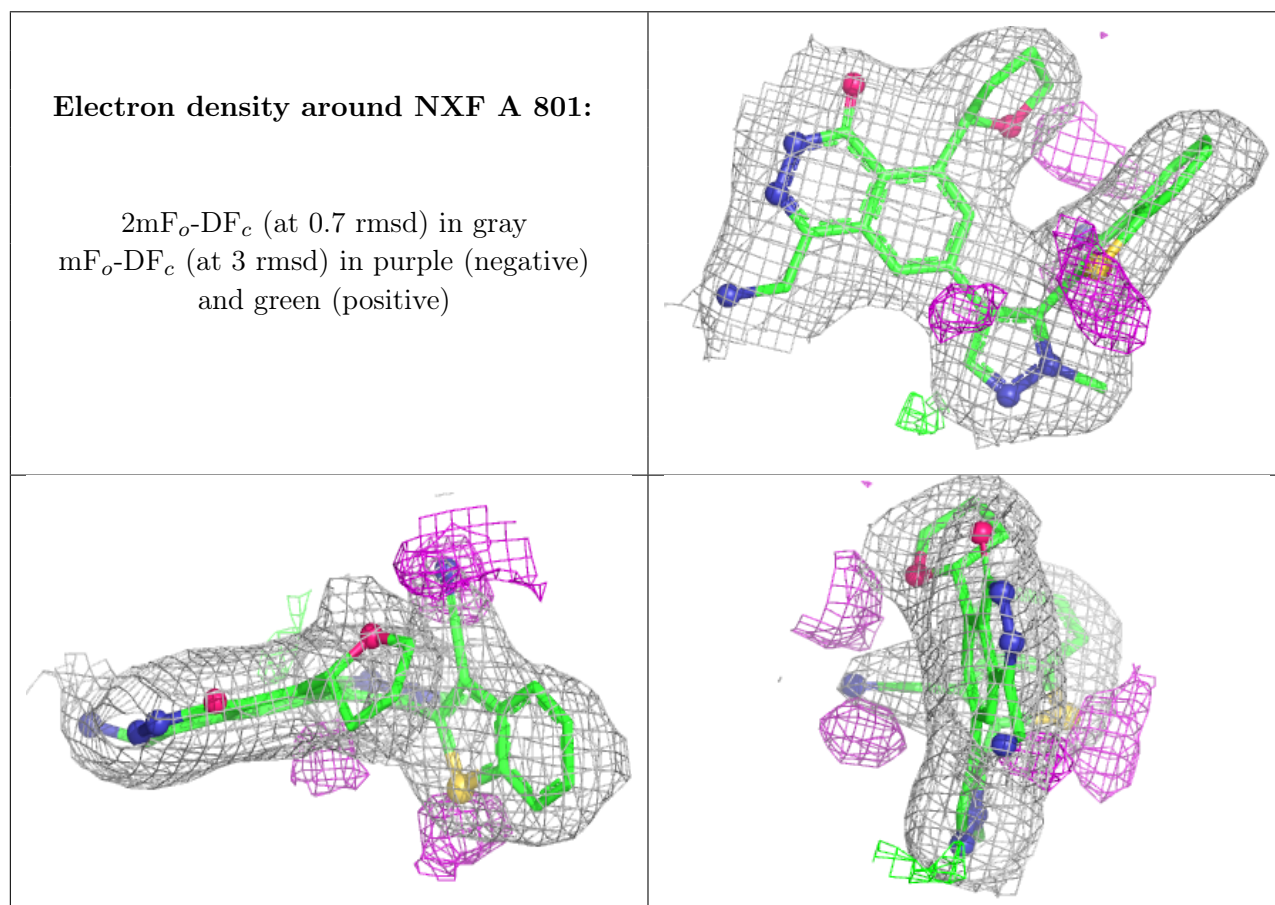 Electron density around NXF A 801:
2mFₒ-DF𝒸 (at 0.7 rmsd) in gray
mFₒ-DF𝒸 (at 3 rmsd) in purple (negative)
and green (positive)